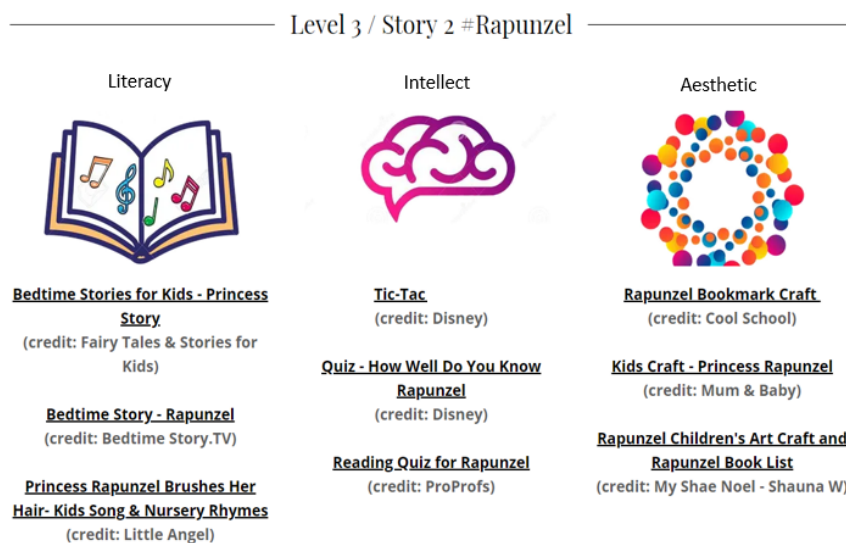 Level 3 / Story 2 #Rapunzel
Literacy
Bedtime Stories for Kids - Princess
Story
(credit: Fairy Tales & Stories for
Kids)
Bedtime Story - Rapunzel
(credit: Bedtime Story.TV)
Princess Rapunzel Brushes Her
Hair- Kids Song & Nursery Rhymes
(credit: Little Angel)
Intellect
Tic-Tac
(credit: Disney)
Quiz - How Well Do You Know
Rapunzel
(credit: Disney)
Reading Quiz for Rapunzel
(credit: ProProfs)
Aesthetic
Rapunzel Bookmark Craft
(credit: Cool School)
Kids Craft - Princess Rapunzel
(credit: Mum & Baby)
Rapunzel Children's Art Craft and
Rapunzel Book List
(credit: My Shae Noel - Shauna W)